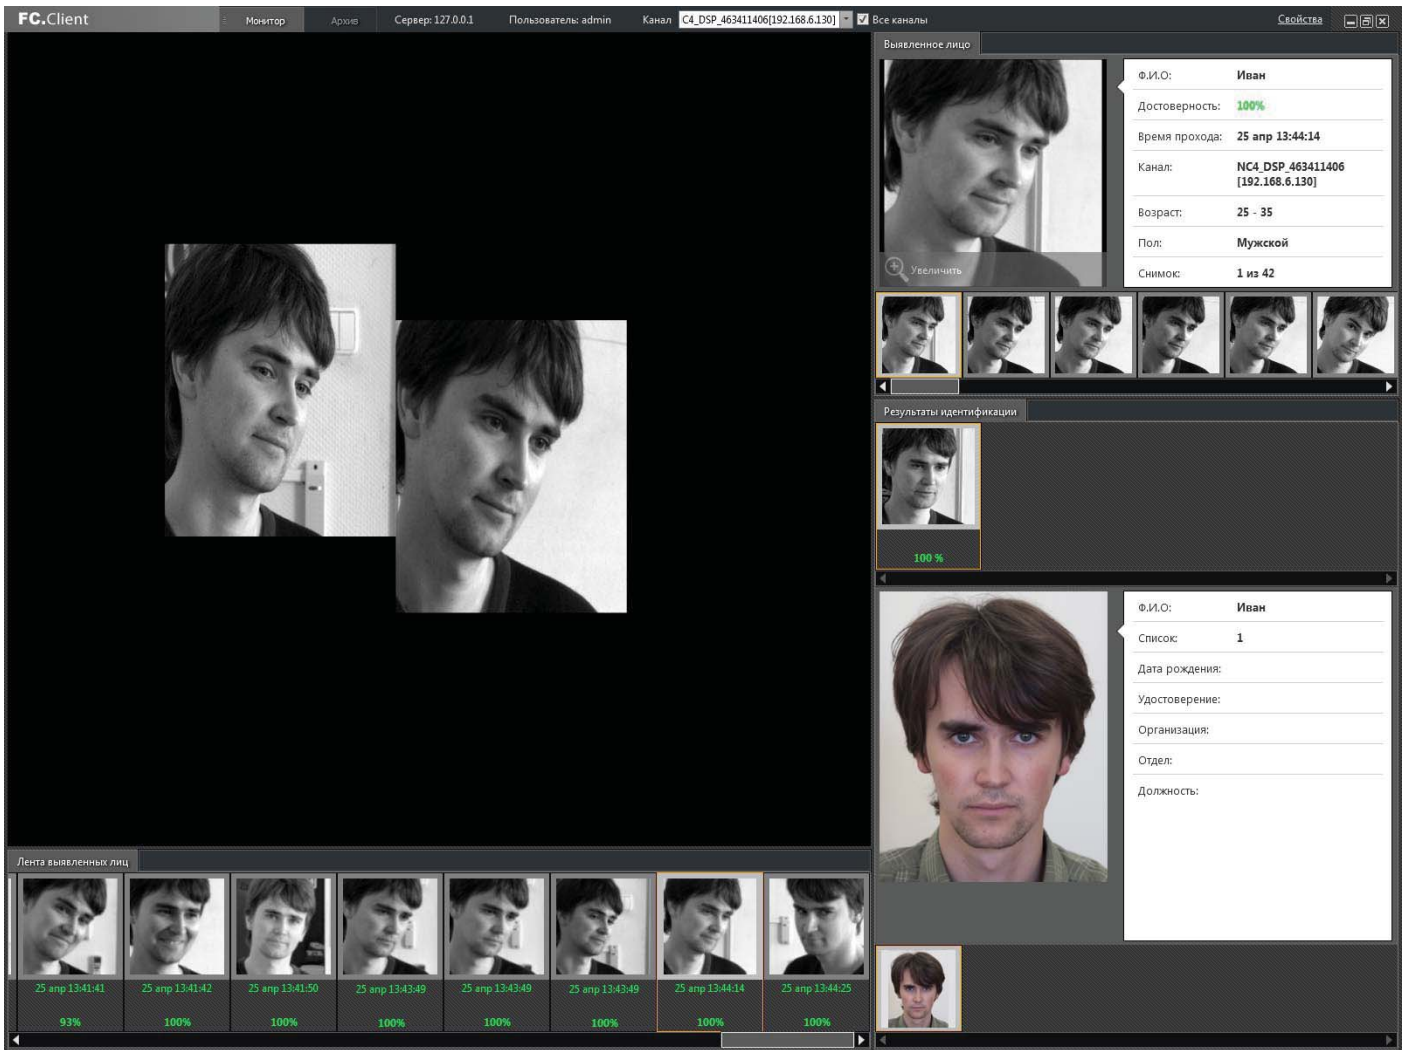 FC.Client
Монитор
Архив
Сервер: 127.0.0.1
Пользователь: admin
Канал
C4_DSP_463411406[192.168.6.130]
Все каналы
Свойства
Выявленное лицо
Увеличить
Ф.И.О: Иван
Достоверность: 100%
Время прохода: 25 апр 13:44:14
Канал: NC4_DSP_463411406
[192.168.6.130]
Возраст: 25 - 35
Пол: Мужской
Снимок: 1 из 42
Результаты идентификации
100 %
Ф.И.О: Иван
Список: 1
Дата рождения:
Удостоверение:
Организация:
Отдел:
Должность:
Лента выявленных лиц
25 апр 13:41:41
25 апр 13:41:42
25 апр 13:41:50
25 апр 13:43:49
25 апр 13:43:49
25 апр 13:43:49
25 апр 13:44:14
25 апр 13:44:25
93%
100%
100%
100%
100%
100%
100%
100%